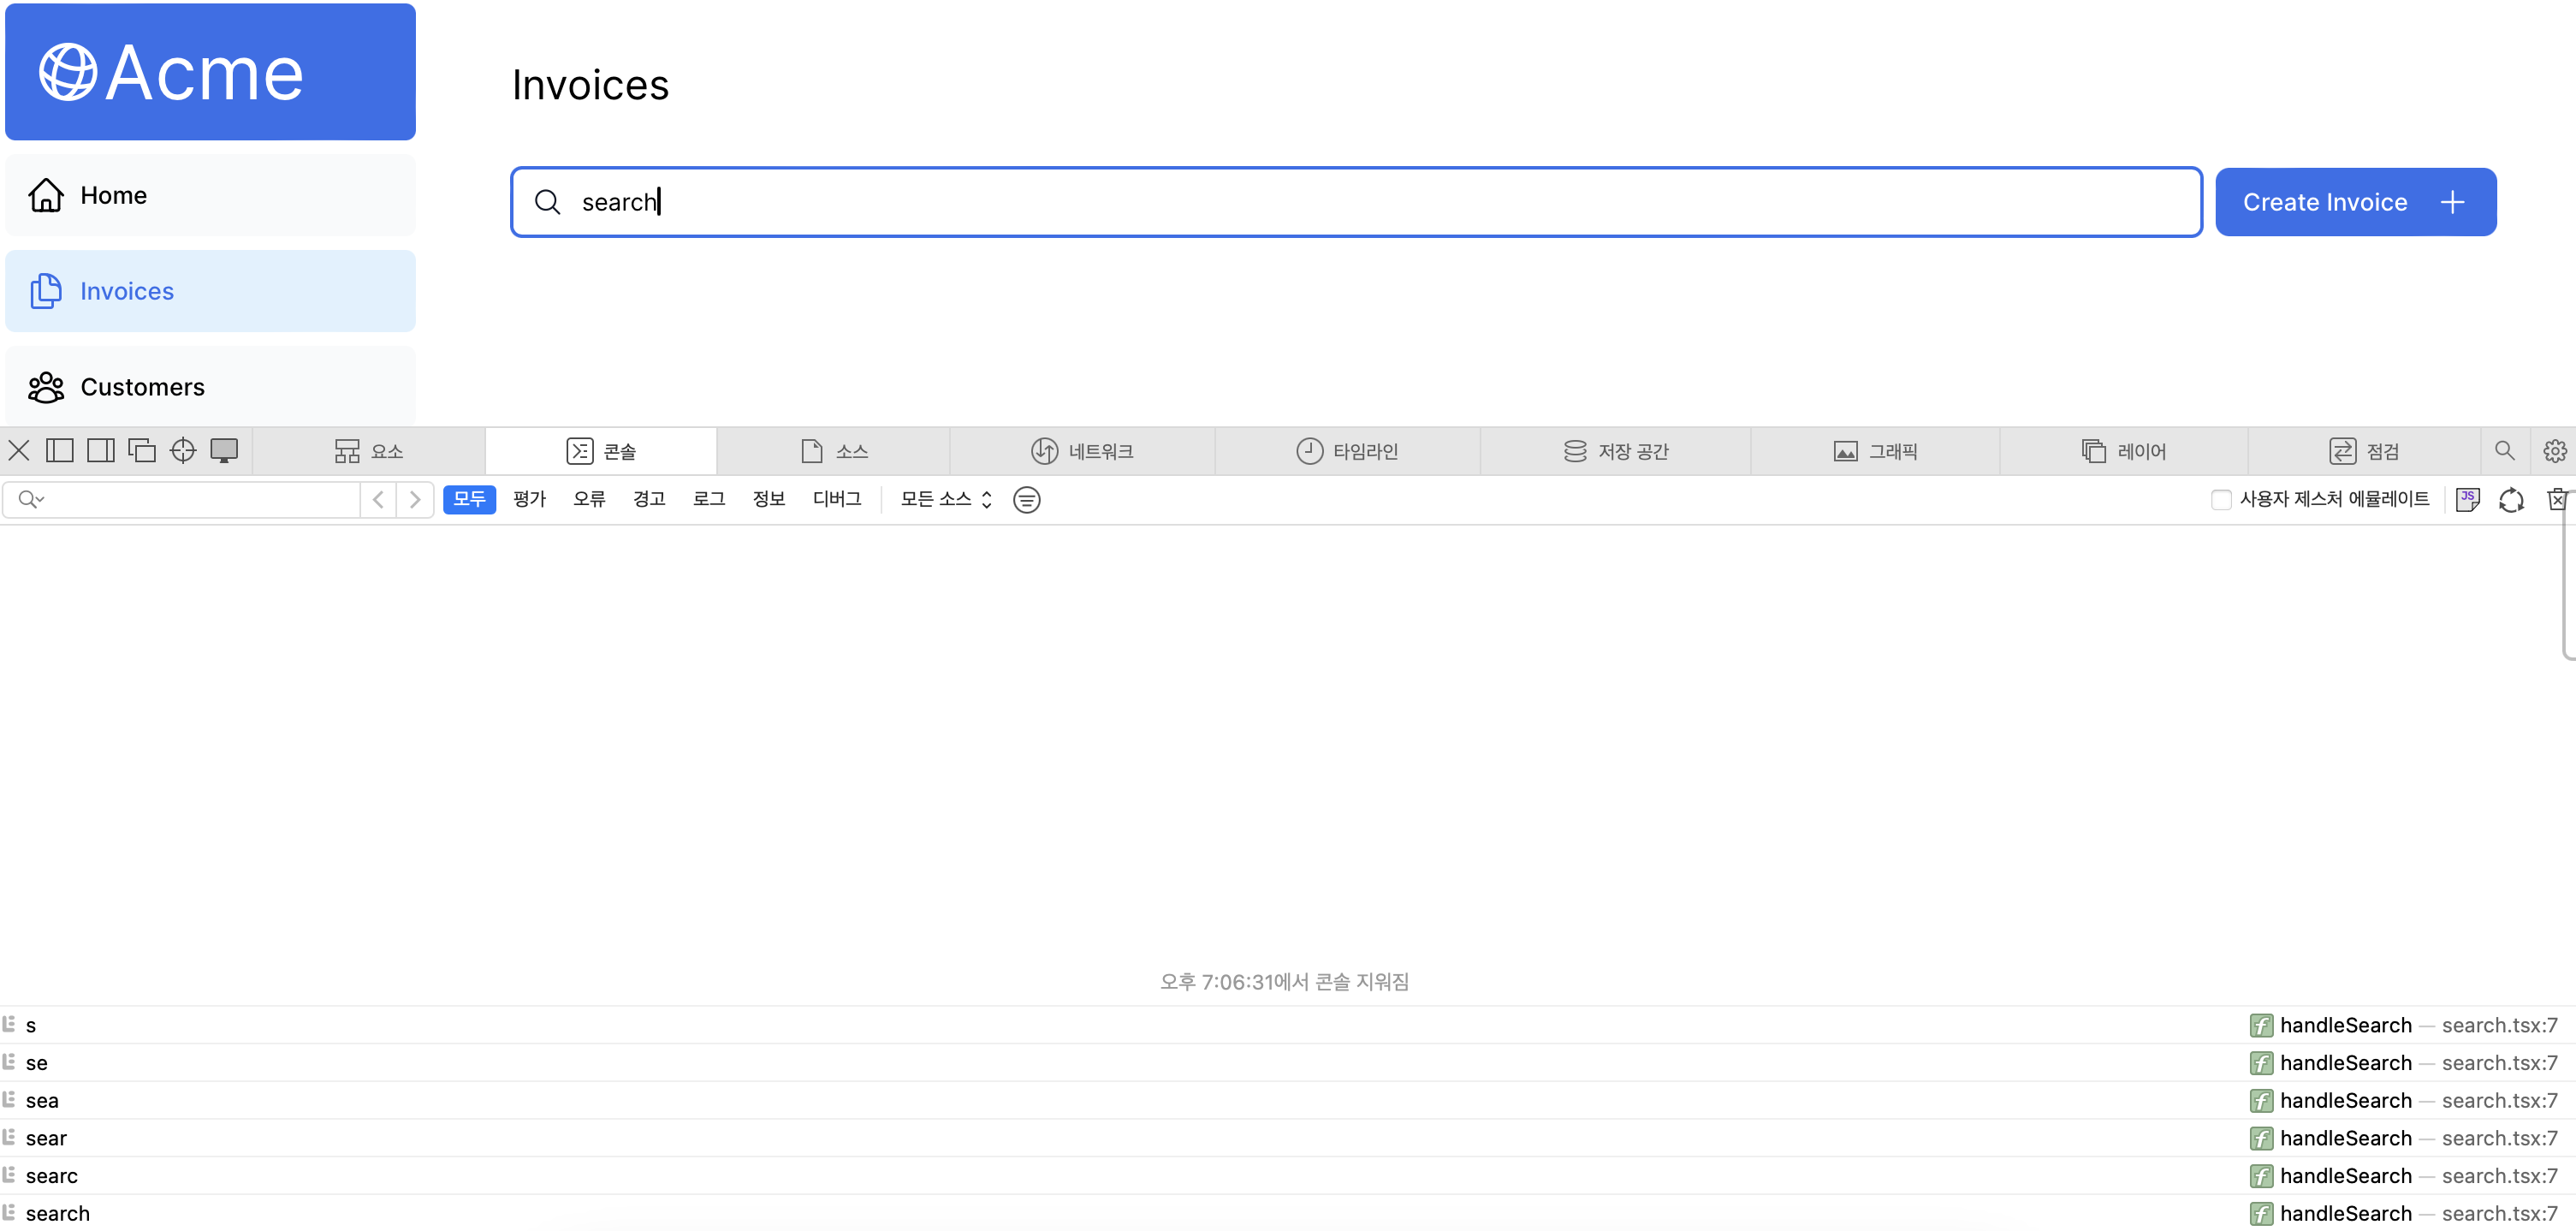 Acme
Invoices
Home
search
Create Invoice
Invoices
Customers
요소 콘솔 소스 네트워크 타임라인 저장 공간 그래픽 레이어 점검
모두 평가 오류 경고 로그 정보 디버그 모든 소스 사용자 제스처 에뮬레이트 JS
오후 7:06:31에서 콘솔 지워짐
s f handleSearch — search.tsx:7
se f handleSearch — search.tsx:7
sea f handleSearch — search.tsx:7
sear f handleSearch — search.tsx:7
searc f handleSearch — search.tsx:7
search f handleSearch — search.tsx:7